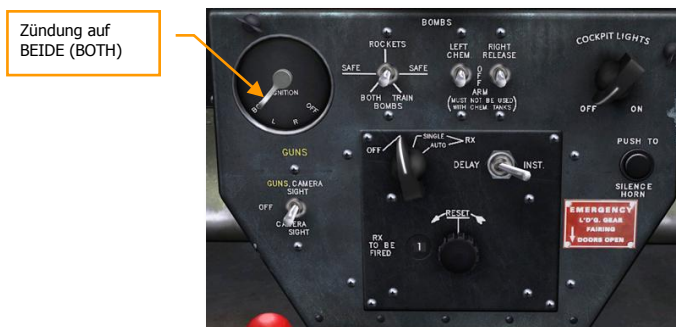 Zündung auf
BEIDE (BOTH)
BOMBS
ROCKETS
SAFE
SAFE
BOTH TRAIN
BOMBS
LEFT
CHEM.
RIGHT
RELEASE
OFF
ARM
(MUST NOT BE USED)
(WITH CHEM. TANKS)
COCKPIT LIGHTS
OFF
ON
IGNITION
L
R
OFF
GUNS
GUNS, CAMERA
SIGHT
OFF
CAMERA
SIGHT
OFF
SINGLE
AUTO
RX
DELAY
INST.
PUSH TO
SILENCE
HORN
RESET
RX
TO BE
FIRED
1
EMERGENCY
L'D'G. GEAR
FAIRING
DOORS OPEN